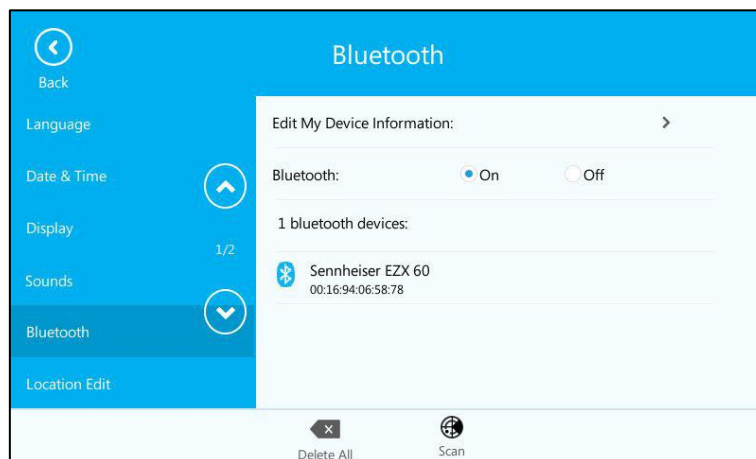 Bluetooth
Back
Language
Date & Time
Display
1/2
Sounds
Bluetooth
Location Edit
Edit My Device Information:
Bluetooth: On Off
1 bluetooth devices:
Sennheiser EZX 60
00:16:94:06:58:78
Delete All Scan